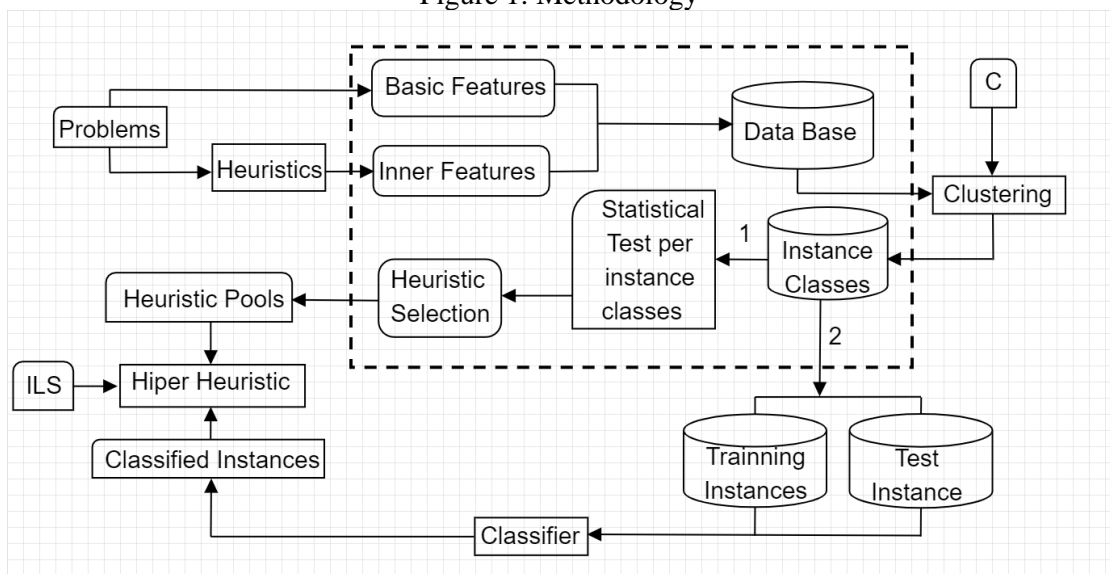 Figure 1: Methodology
Basic Features
C
Problems
Data Base
Heuristics
Inner Features
Clustering
Statistical
Test per
instance
classes
1
Instance
Classes
Heuristic
Selection
Heuristic Pools
2
ILS
Hiper Heuristic
Classified Instances
Trainning
Instances
Test
Instance
Classifier